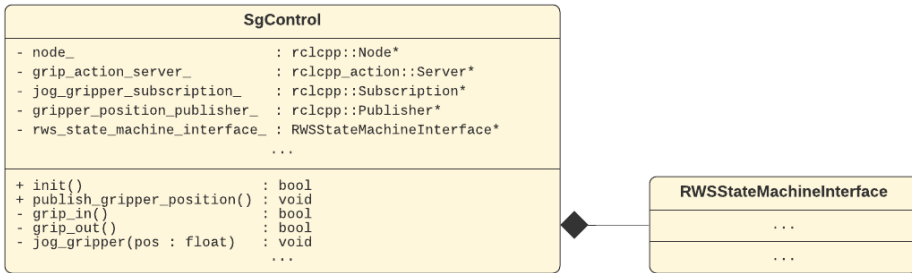 SgControl
- node_ : rclcpp::Node*
- grip_action_server_ : rclcpp_action::Server*
- jog_gripper_subscription_ : rclcpp::Subscription*
- gripper_position_publisher_ : rclcpp::Publisher*
- rws_state_machine_interface_ : RWSStateMachineInterface*
...
+ init() : bool
+ publish_gripper_position() : void
- grip_in() : bool
- grip_out() : bool
- jog_gripper(pos : float) : void
...
RWSStateMachineInterface
...
...